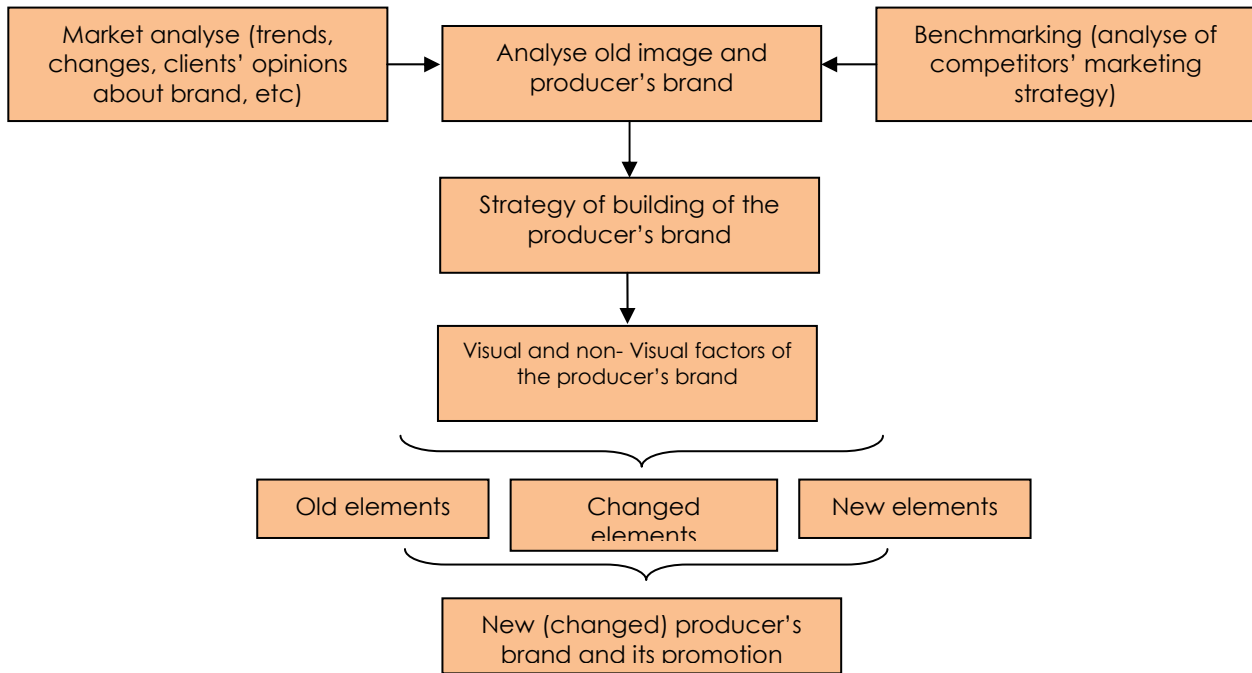 Market analyse (trends,
changes, clients’ opinions
about brand, etc)
Analyse old image and
producer’s brand
Benchmarking (analyse of
competitors’ marketing
strategy)
Strategy of building of the
producer’s brand
Visual and non- Visual factors of
the producer’s brand
Old elements
Changed
elements
New elements
New (changed) producer’s
brand and its promotion